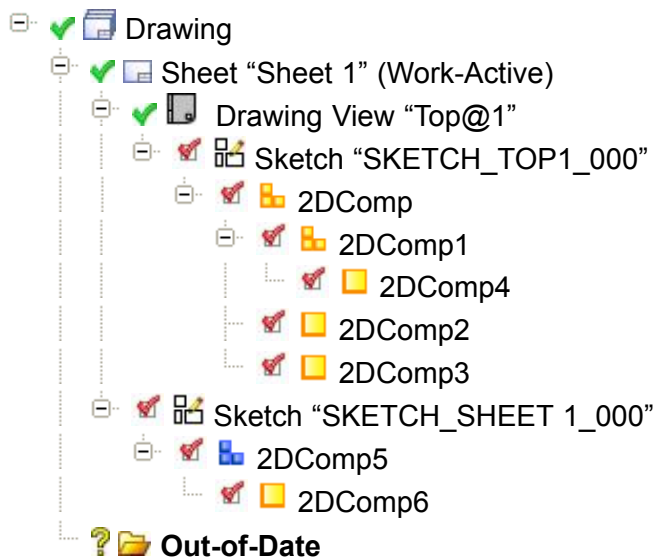 Drawing
Sheet “Sheet 1” (Work-Active)
Drawing View “Top@1”
Sketch “SKETCH_TOP1_000”
2DComp
2DComp1
2DComp4
2DComp2
2DComp3
Sketch “SKETCH_SHEET 1_000”
2DComp5
2DComp6
Out-of-Date